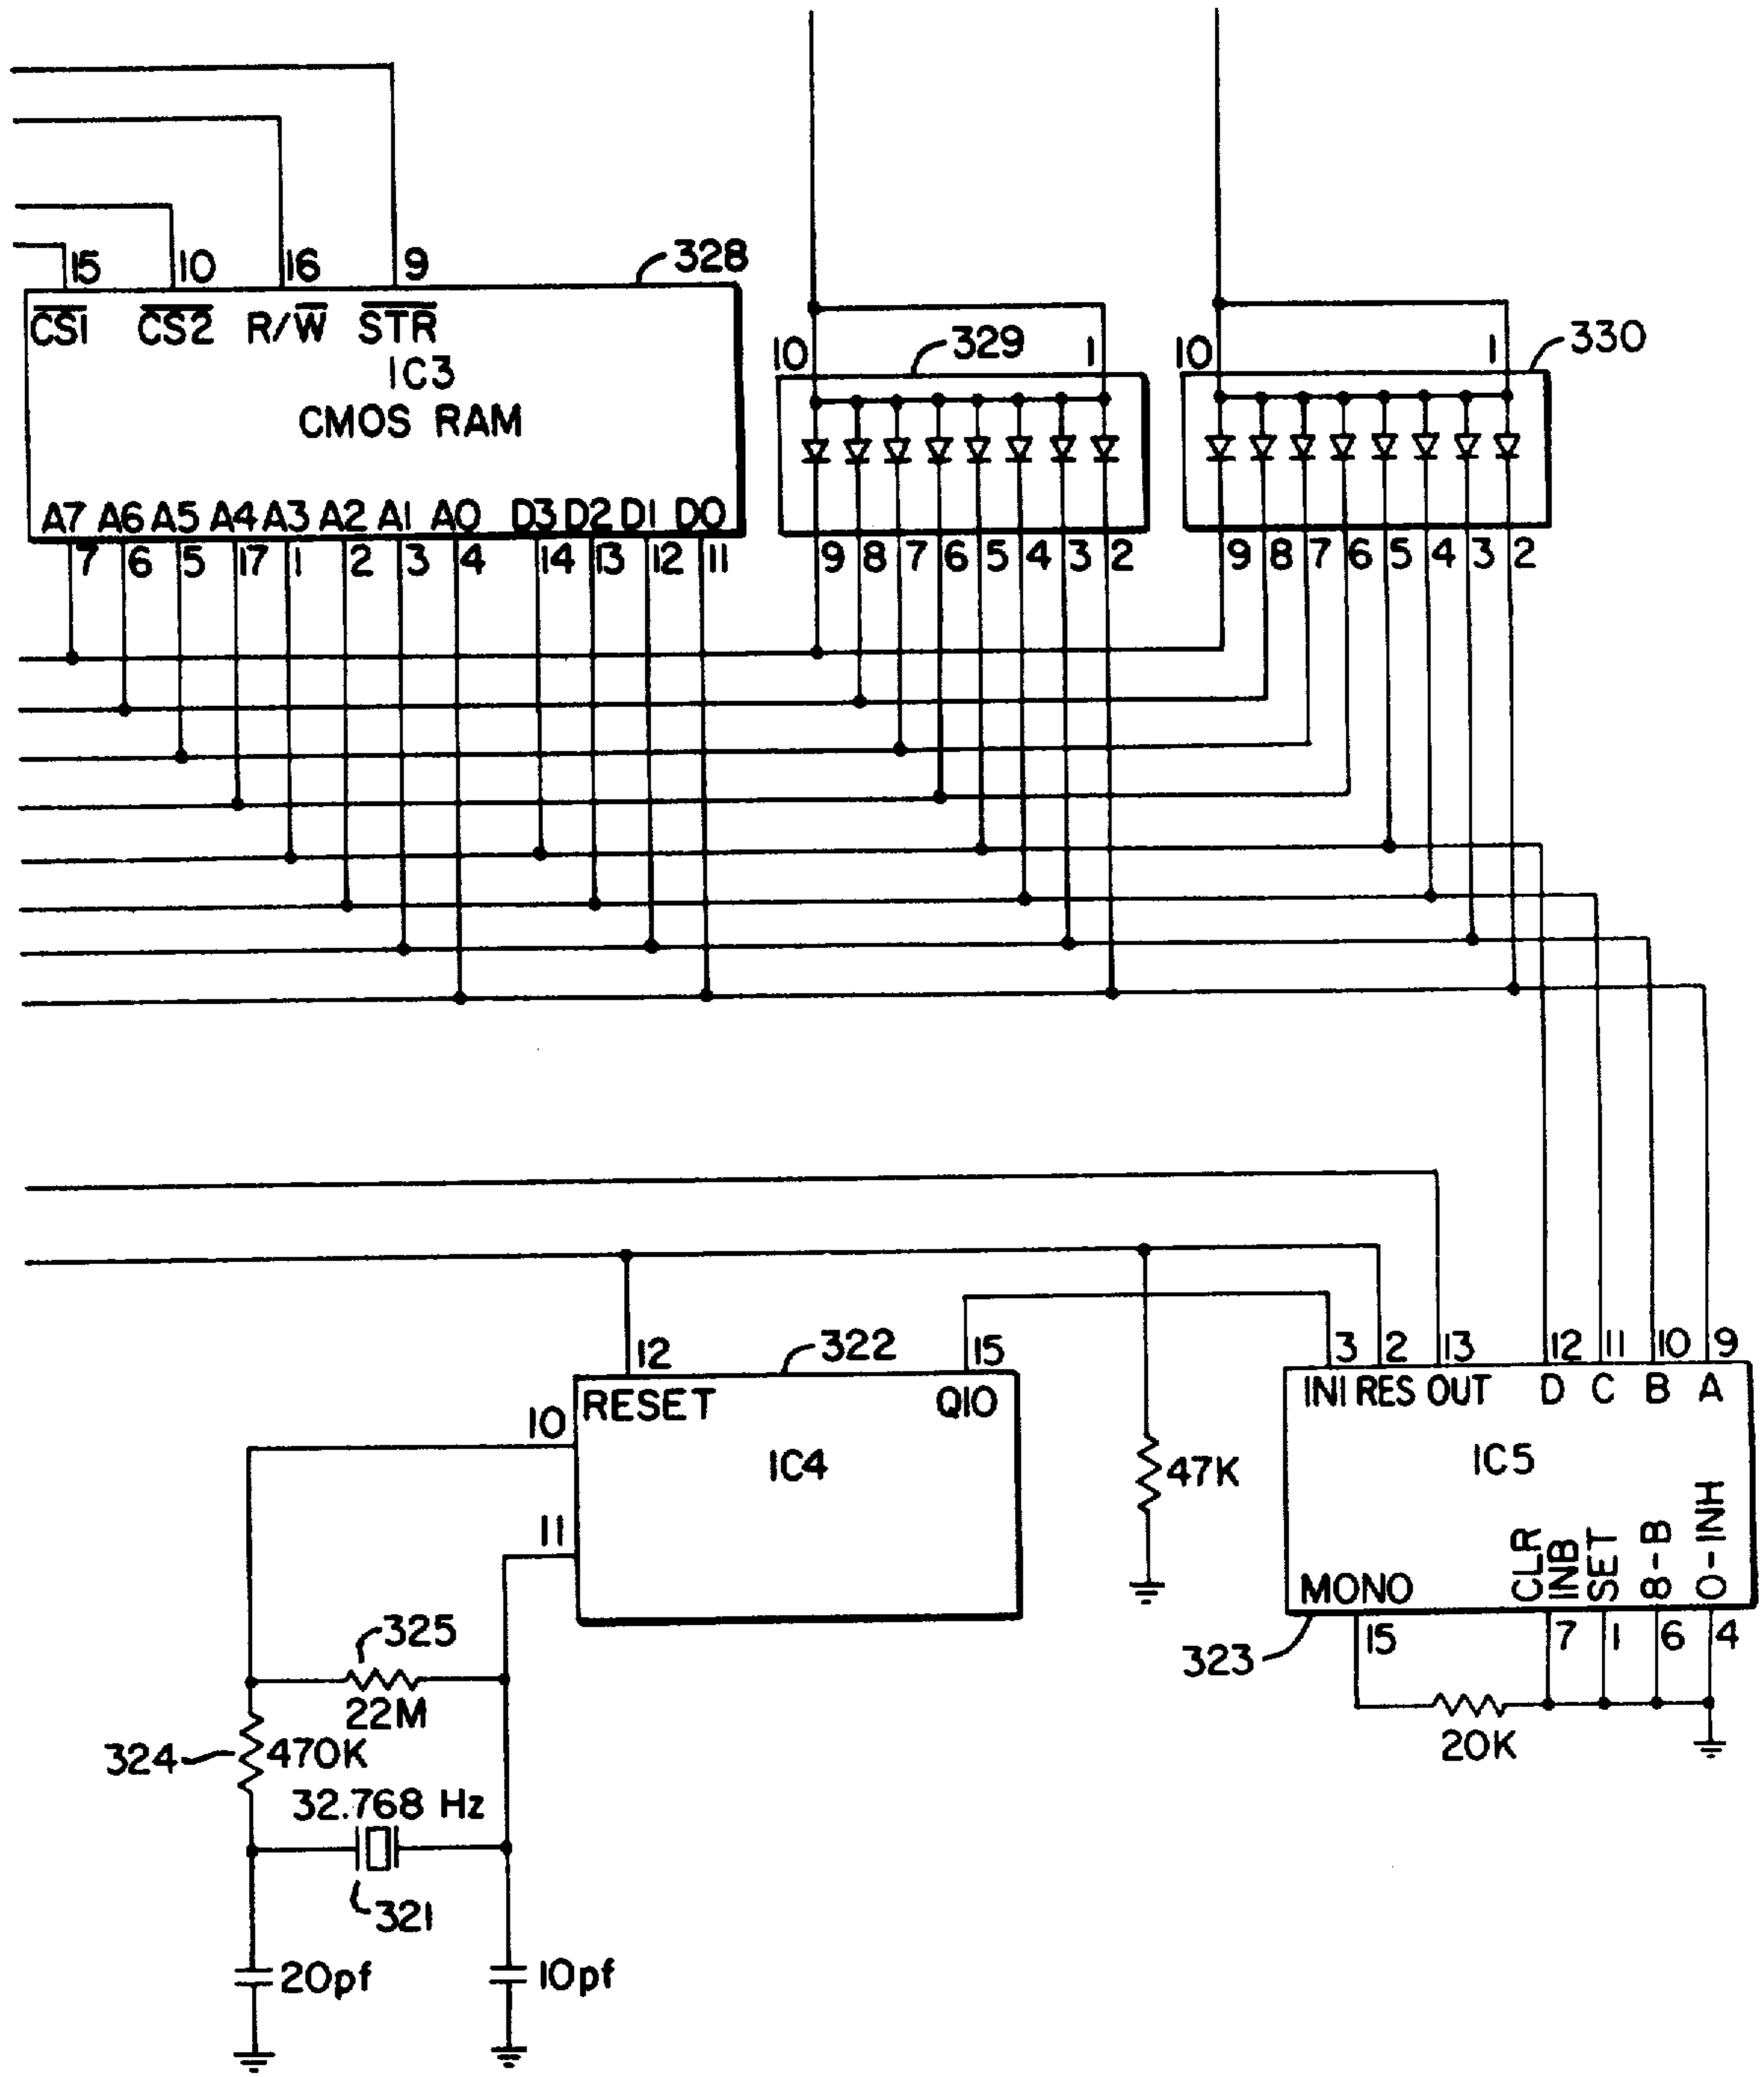 15 10 16 9 328
CS1 CS2 R/W STR
IC3
CMOS RAM
A7 A6 A5 A4 A3 A2 A1 A0 D3 D2 D1 D0
7 6 5 17 1 2 3 4 14 13 12 11
10 329 1
9 8 7 6 5 4 3 2
10 1 330
9 8 7 6 5 4 3 2
12 322 15
RESET Q10
10
IC4
11
47K
3 2 13 12 11 10 9
IN1 RES OUT D C B A
IC5
CLR
INB
SET
8-B
O-INH
MONO
323 15 7 1 6 4
20K
325
22M
324 470K
32.768 Hz
321
20pf 10pf